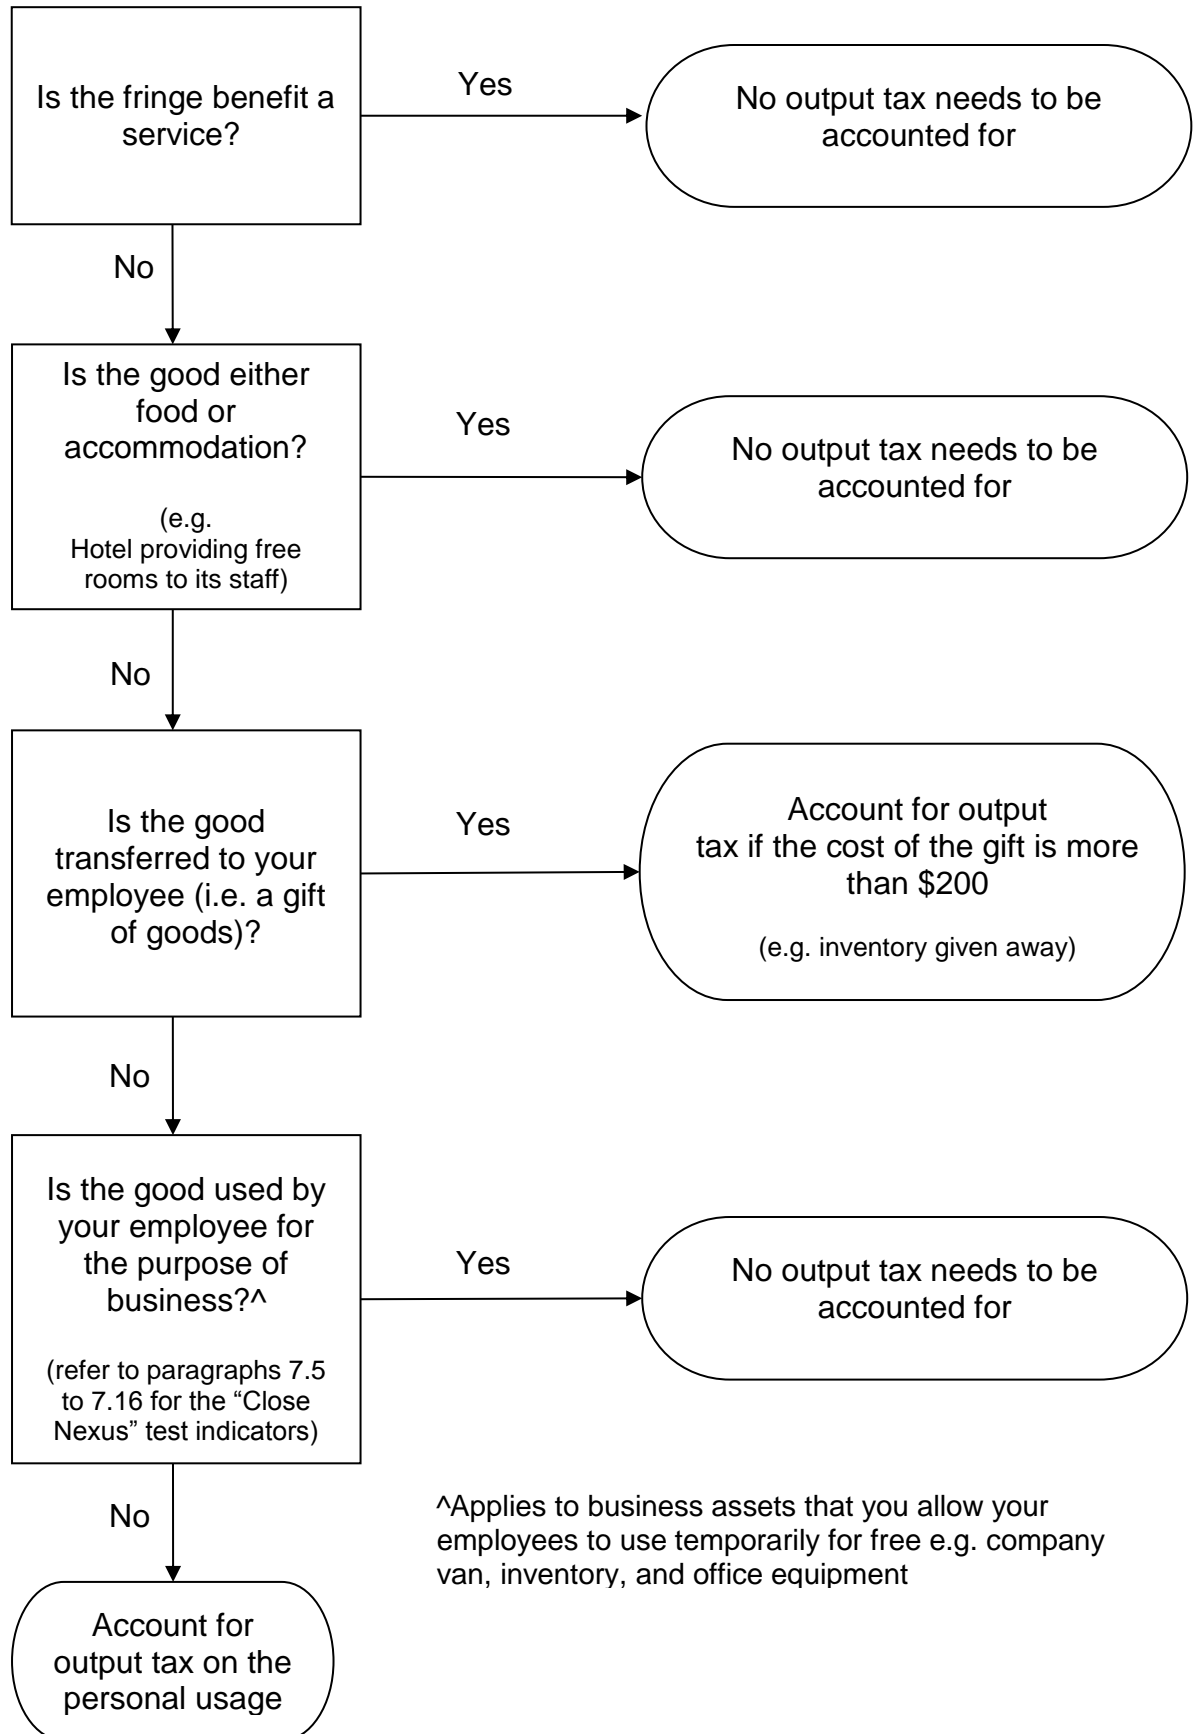 Is the fringe benefit a
service?
Yes
No output tax needs to be
accounted for
No
Is the good either
food or
accommodation?
(e.g.
Hotel providing free
rooms to its staff)
Yes
No output tax needs to be
accounted for
No
Is the good
transferred to your
employee (i.e. a gift
of goods)?
Yes
Account for output
tax if the cost of the gift is more
than $200
(e.g. inventory given away)
No
Is the good used by
your employee for
the purpose of
business?^
(refer to paragraphs 7.5
to 7.16 for the “Close
Nexus” test indicators)
Yes
No output tax needs to be
accounted for
No
^Applies to business assets that you allow your
employees to use temporarily for free e.g. company
van, inventory, and office equipment
Account for
output tax on the
personal usage